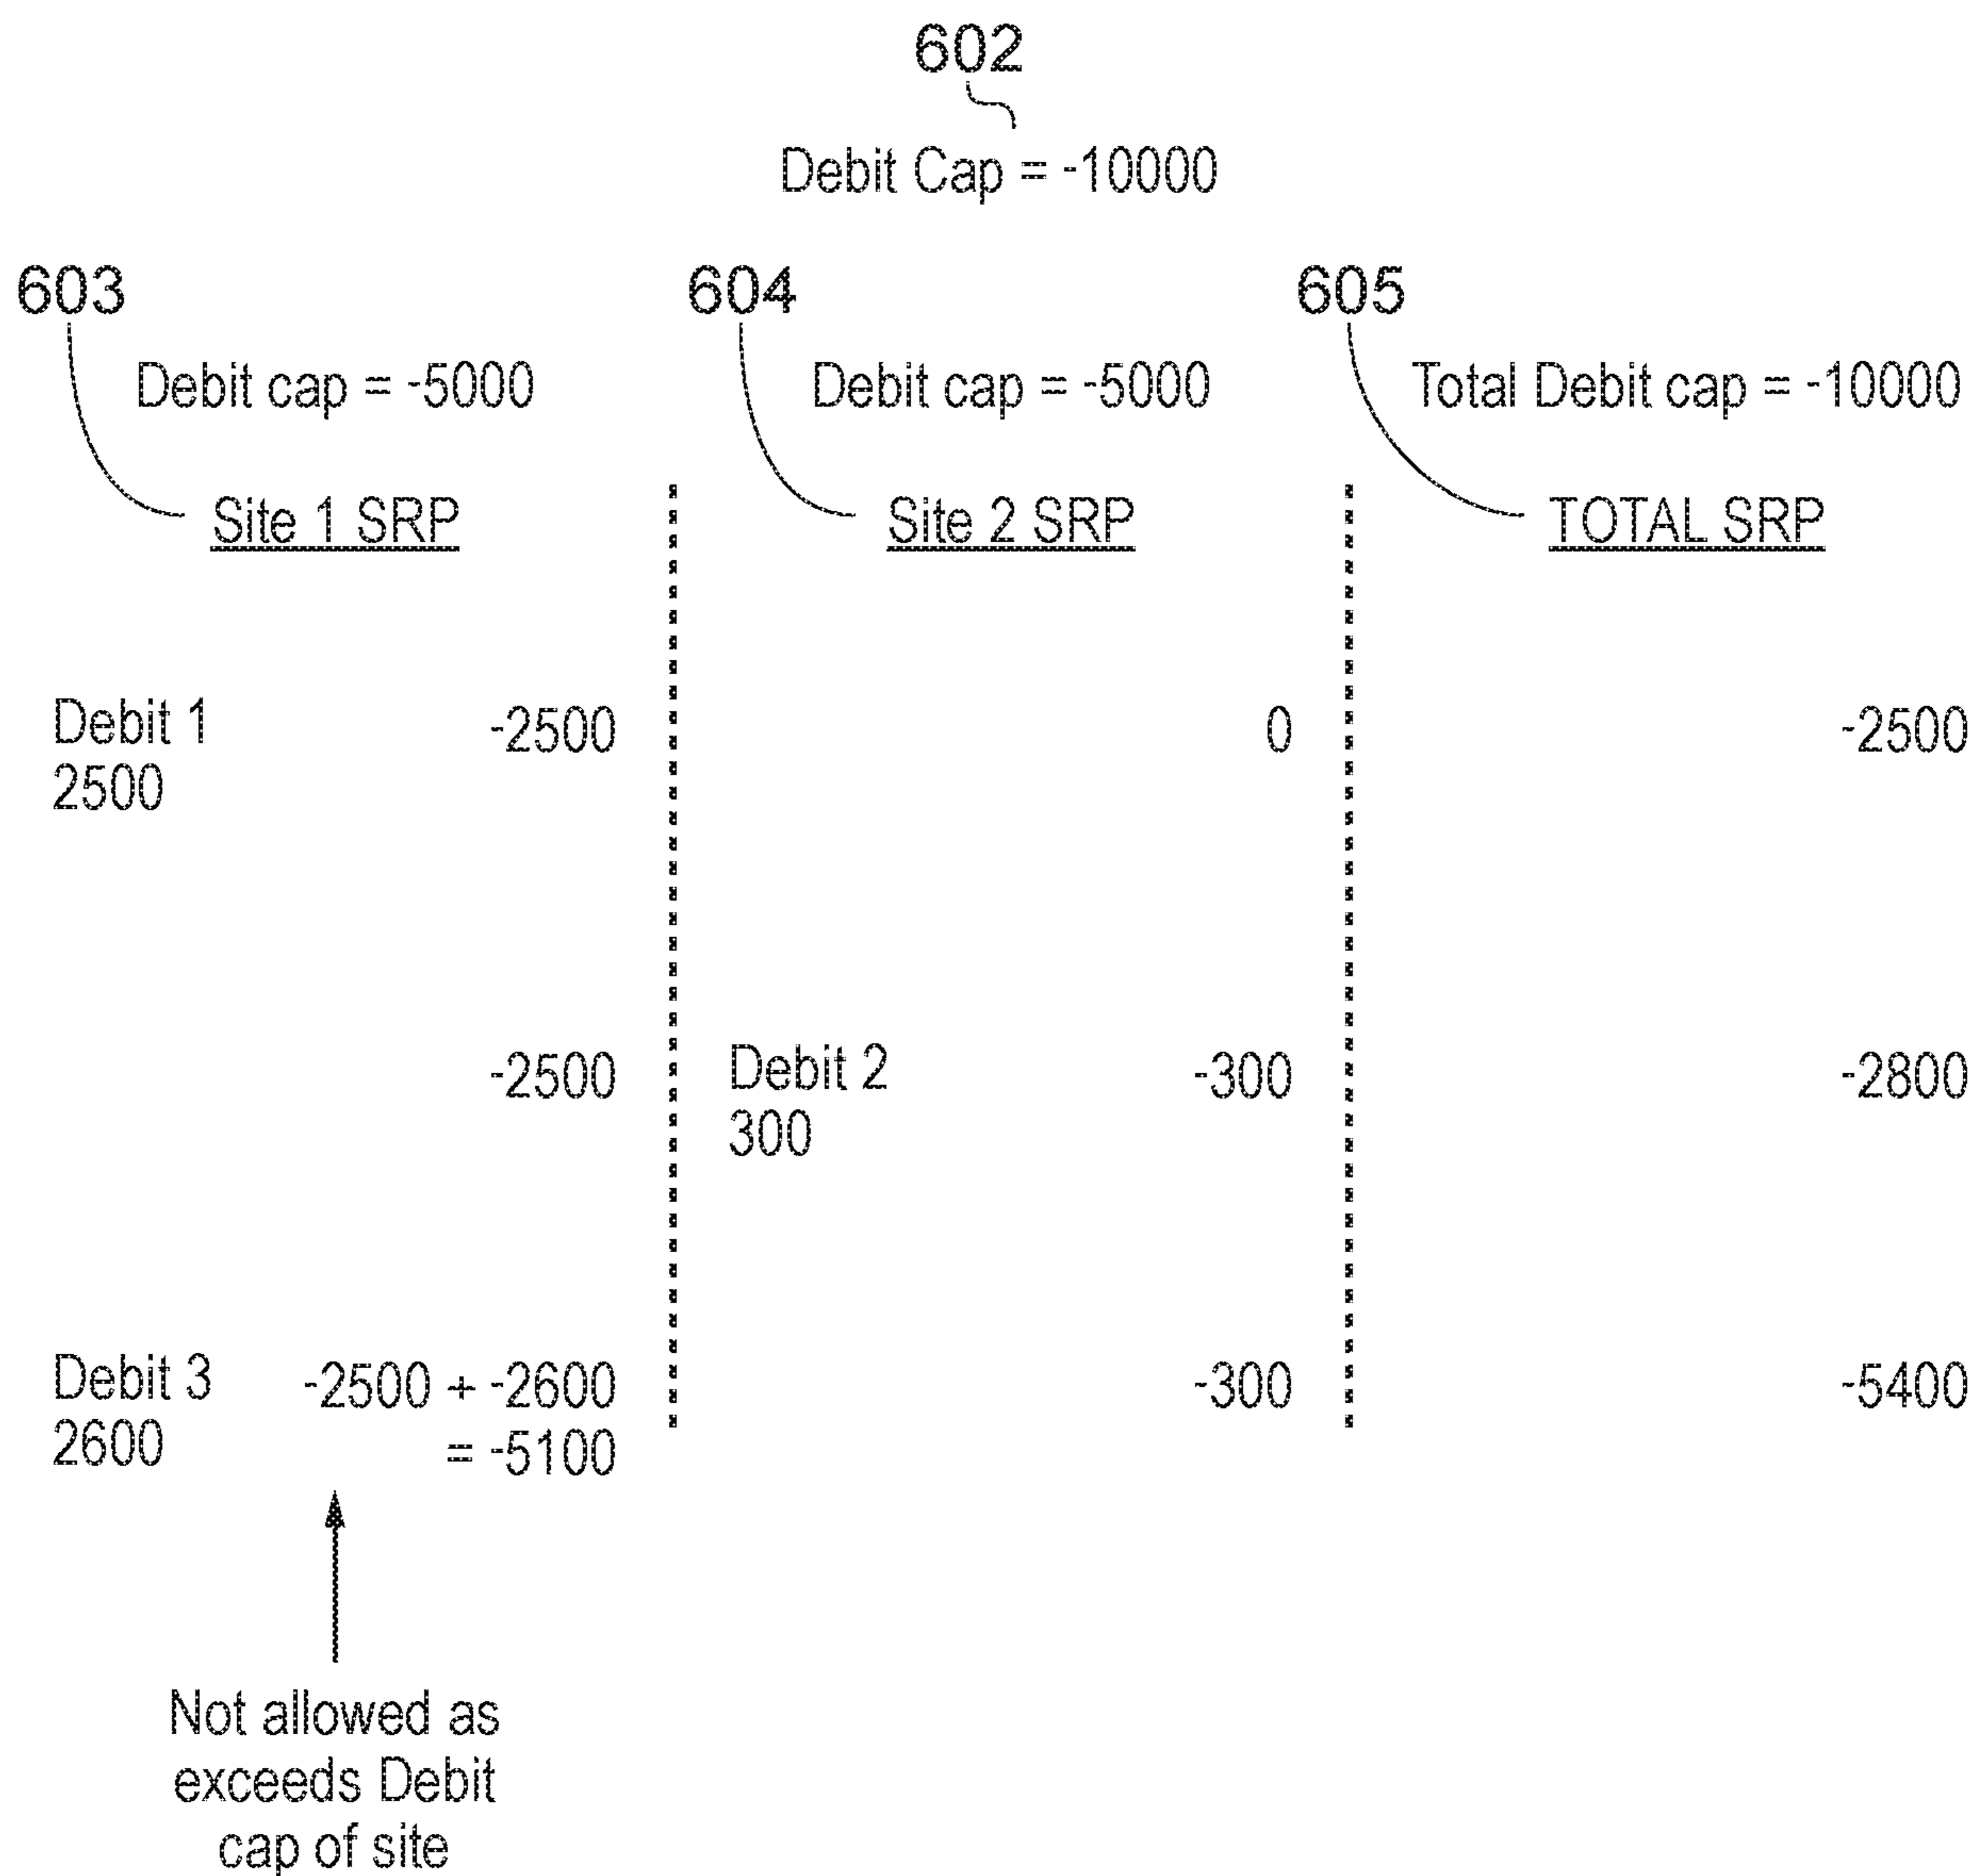 602
Debit Cap = -10000
603
604
605
Debit cap = -5000
Debit cap = -5000
Total Debit cap = -10000
Site 1 SRP
Site 2 SRP
TOTAL SRP
Debit 1
2500
-2500
0
-2500
-2500
Debit 2
300
-300
-2800
Debit 3
2600
-2500 + -2600
= -5100
-300
-5400
Not allowed as
exceeds Debit
cap of site